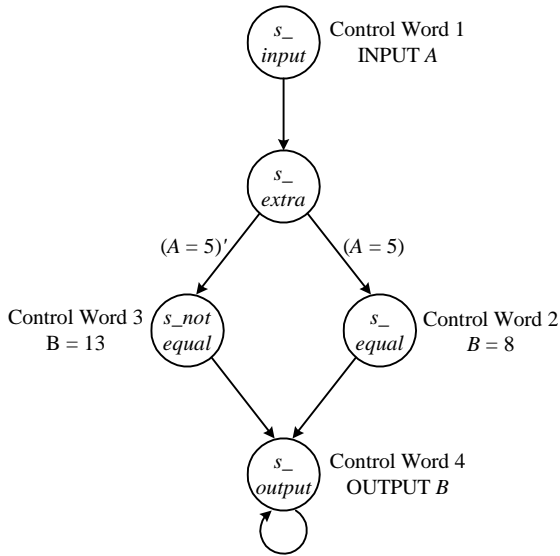 s_
input
Control Word 1
INPUT A
s_
extra
(A = 5)'
(A = 5)
Control Word 3
B = 13
s_not
equal
s_
equal
Control Word 2
B = 8
s_
output
Control Word 4
OUTPUT B